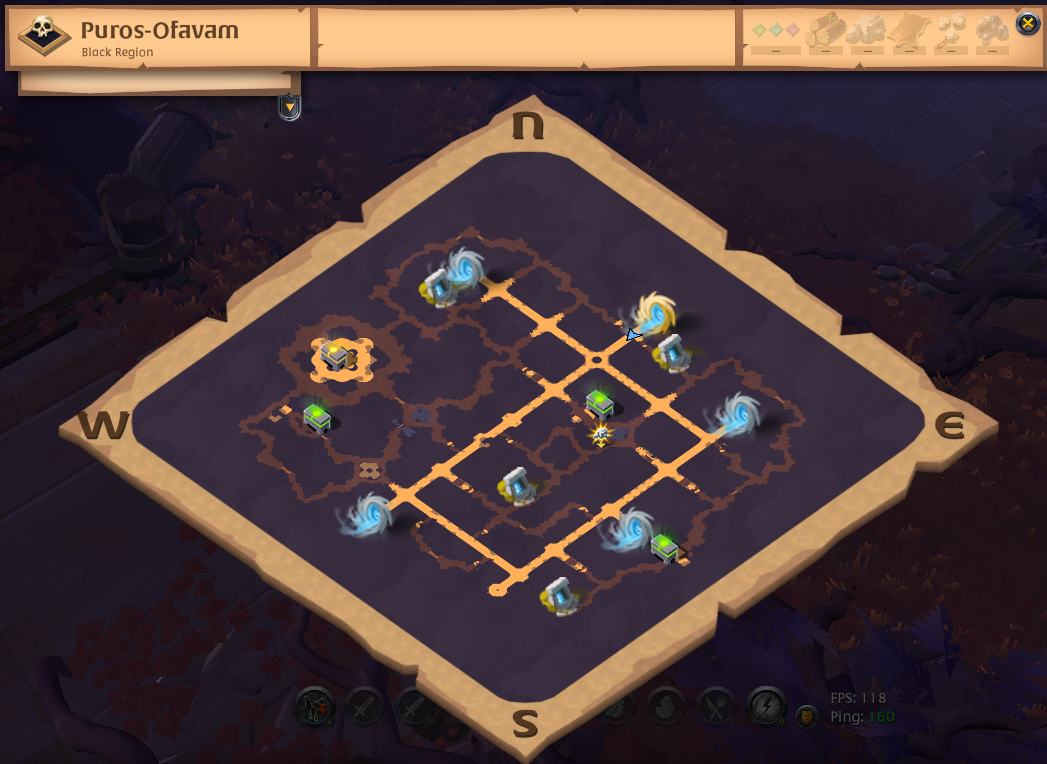 Puros-Ofavam
Black Region
--- --- --- --- --- ---
N
W
E
S
FPS: 118
Ping: 160